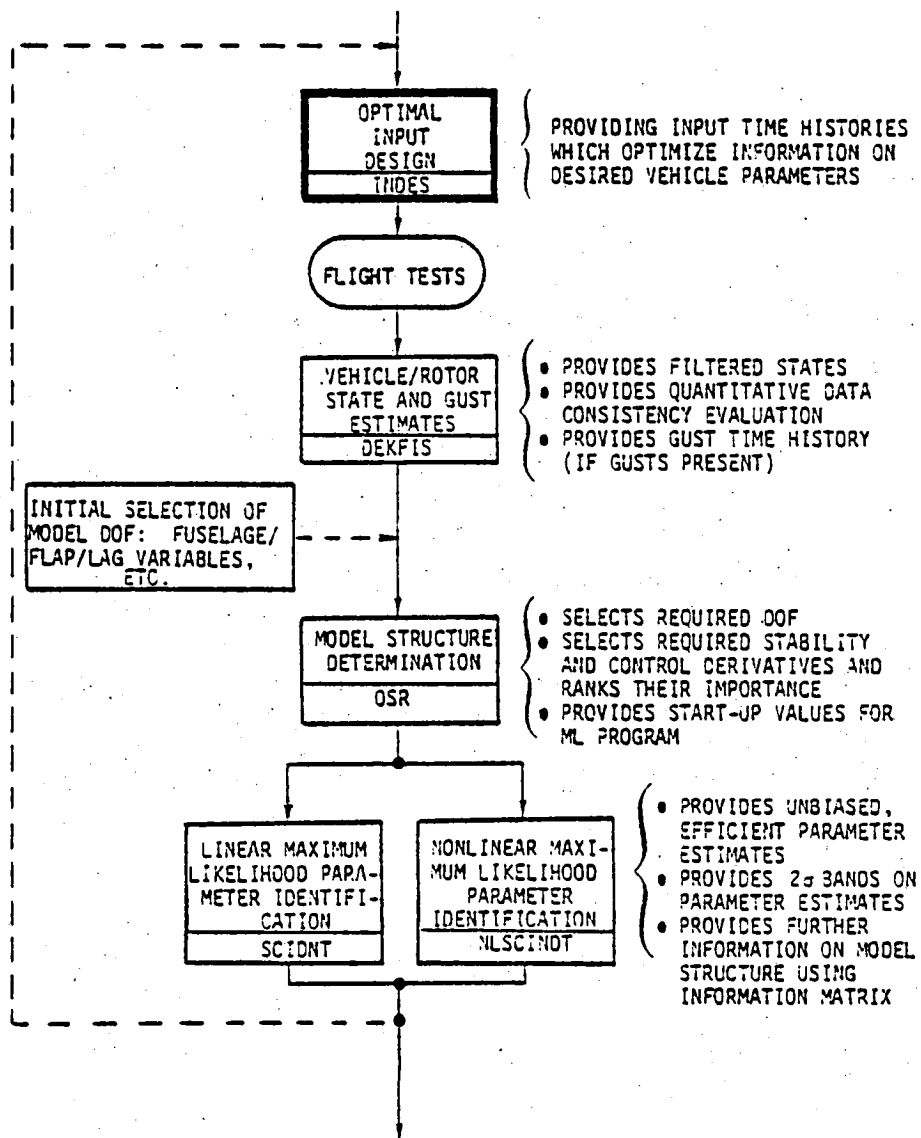 OPTIMAL
INPUT
DESIGN
INDES
PROVIDING INPUT TIME HISTORIES
WHICH OPTIMIZE INFORMATION ON
DESIRED VEHICLE PARAMETERS
FLIGHT TESTS
VEHICLE/ROTOR
STATE AND GUST
ESTIMATES
DEKFIS
• PROVIDES FILTERED STATES
• PROVIDES QUANTITATIVE DATA
CONSISTENCY EVALUATION
• PROVIDES GUST TIME HISTORY
(IF GUSTS PRESENT)
INITIAL SELECTION OF
MODEL DOF: FUSELAGE/
FLAP/LAG VARIABLES,
ETC.
MODEL STRUCTURE
DETERMINATION
OSR
• SELECTS REQUIRED DOF
• SELECTS REQUIRED STABILITY
AND CONTROL DERIVATIVES AND
RANKS THEIR IMPORTANCE
• PROVIDES START-UP VALUES FOR
ML PROGRAM
LINEAR MAXIMUM
LIKELIHOOD PARA-
METER IDENTIFI-
CATION
SCIDNT
NONLINEAR MAXI-
MUM LIKELIHOOD
PARAMETER
IDENTIFICATION
NLSCINDT
• PROVIDES UNBIASED,
EFFICIENT PARAMETER
ESTIMATES
• PROVIDES 2σ BANDS ON
PARAMETER ESTIMATES
• PROVIDES FURTHER
INFORMATION ON MODEL
STRUCTURE USING
INFORMATION MATRIX